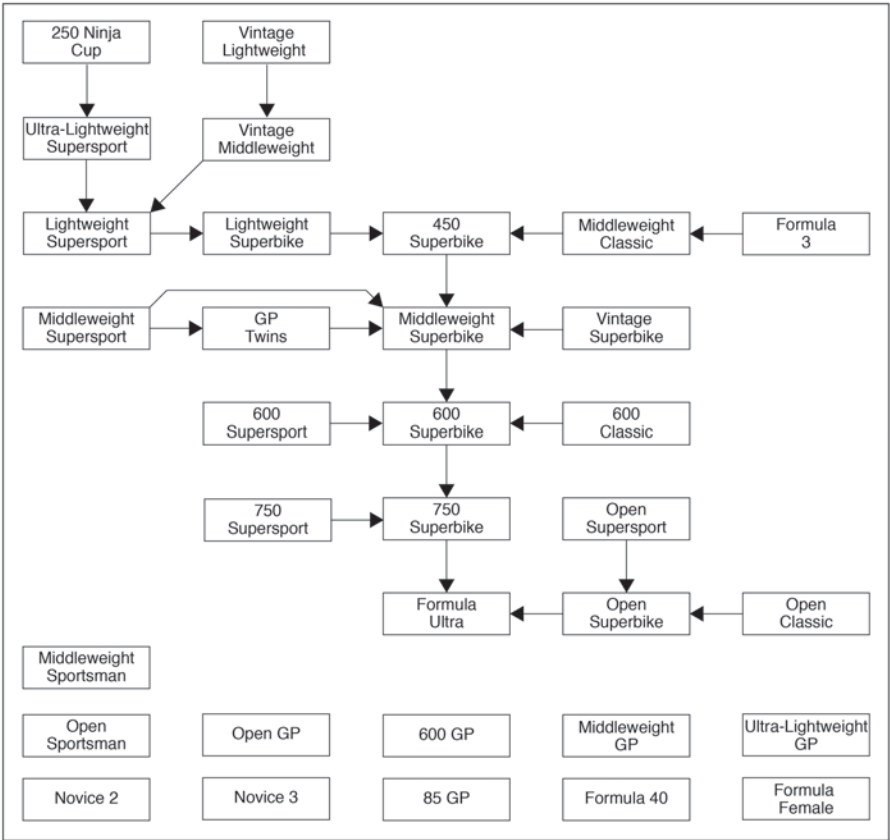 250 Ninja
Cup
Vintage
Lightweight
Ultra-Lightweight
Supersport
Vintage
Middleweight
Lightweight
Supersport
Lightweight
Superbike
450
Superbike
Middleweight
Classic
Formula
3
Middleweight
Supersport
GP
Twins
Middleweight
Superbike
Vintage
Superbike
600
Supersport
600
Superbike
600
Classic
750
Supersport
750
Superbike
Open
Supersport
Formula
Ultra
Open
Superbike
Open
Classic
Middleweight
Sportsman
Open
Sportsman
Open GP
600 GP
Middleweight
GP
Ultra-Lightweight
GP
Novice 2
Novice 3
85 GP
Formula 40
Formula
Female